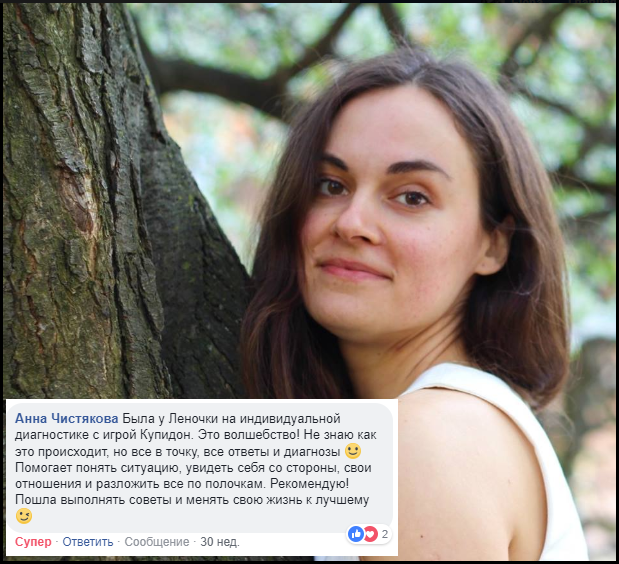 Анна Чистякова Была у Леночки на индивидуальной
диагностике с игрой Купидон. Это волшебство! Не знаю как
это происходит, но все в точку, все ответы и диагнозы
Помогает понять ситуацию, увидеть себя со стороны, свои
отношения и разложить все по полочкам. Рекомендую!
Пошла выполнять советы и менять свою жизнь к лучшему
Супер · Ответить · Сообщение · 30 нед.
2